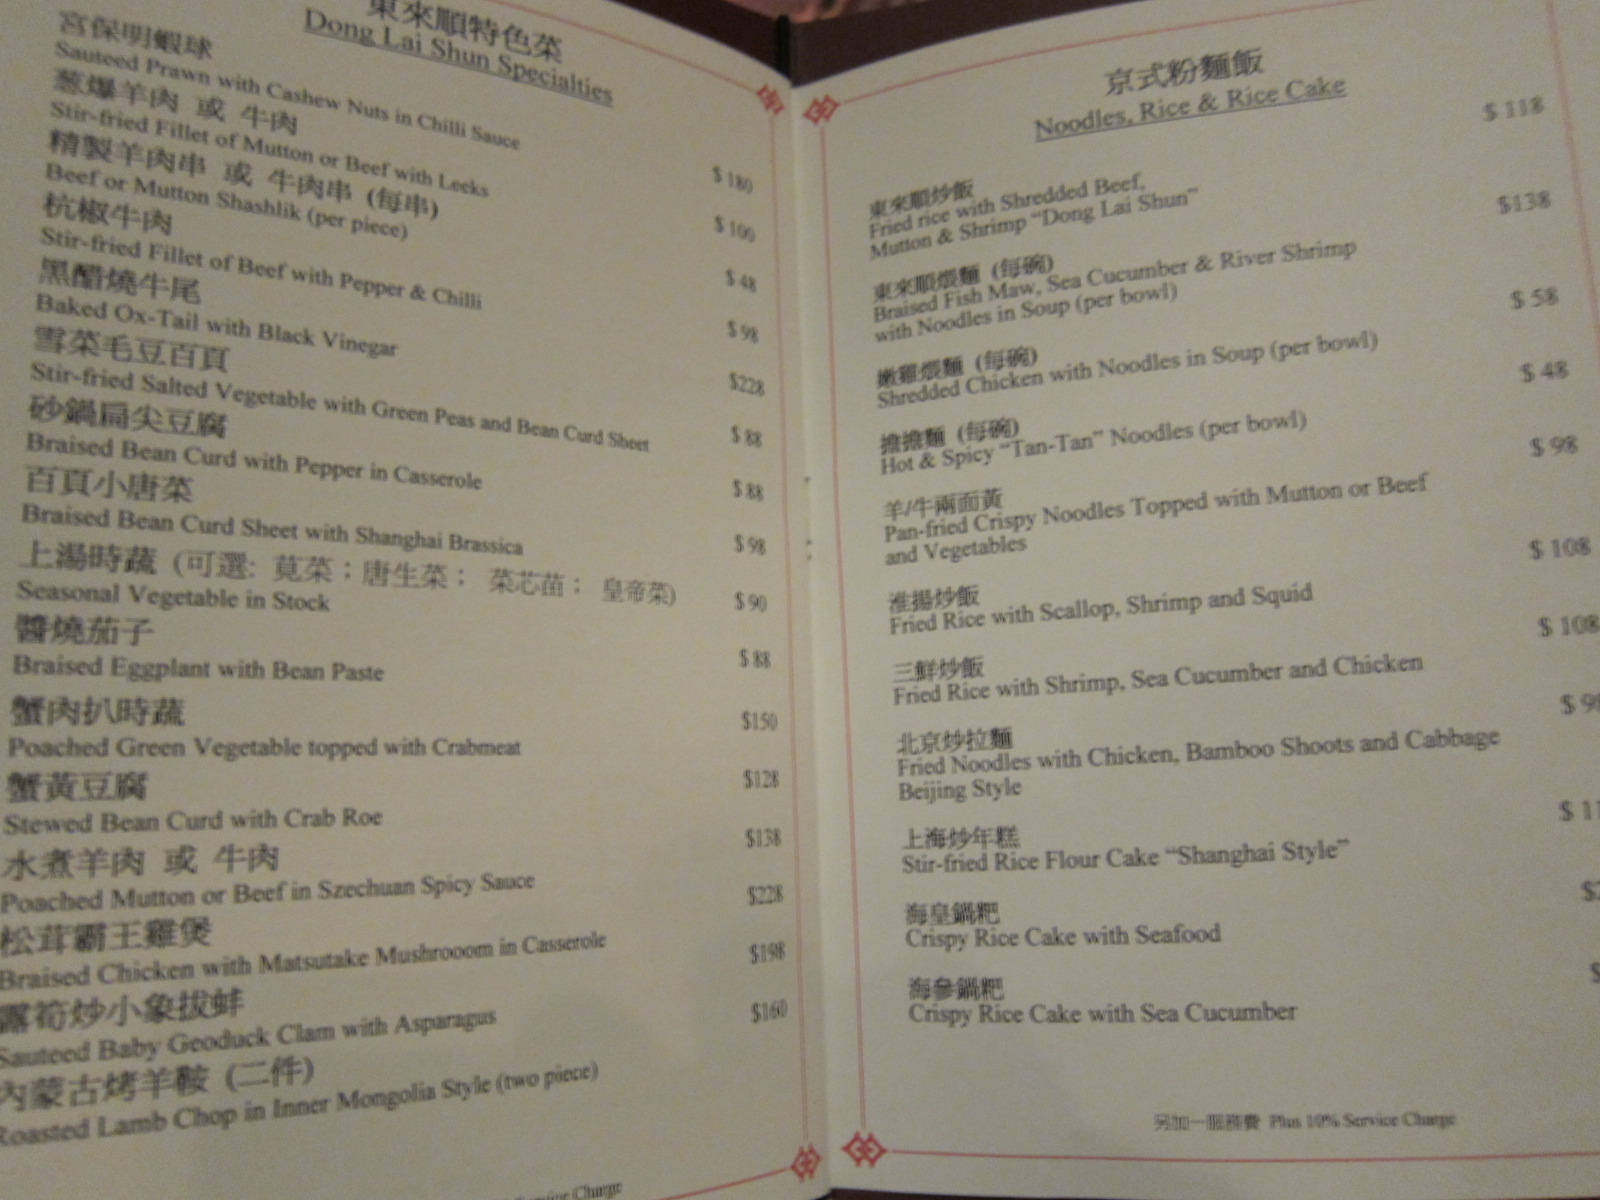 東來順特色菜
Dong Lai Shun Specialties
宮保明蝦球
Sauteed Prawn with Cashew Nuts in Chilli Sauce
$ 180
葱爆羊肉 或 牛肉
Stir-fried Fillet of Mutton or Beef with Leeks
$ 100
精製羊肉串 或 牛肉串 (每串)
Beef or Mutton Shashlik (per piece)
$ 48
杭椒牛肉
Stir-fried Fillet of Beef with Pepper & Chilli
$ 98
黑醋燒牛尾
Baked Ox-Tail with Black Vinegar
$228
雪菜毛豆百頁
Stir-fried Salted Vegetable with Green Peas and Bean Curd Sheet
$ 88
砂鍋扁尖豆腐
Braised Bean Curd with Pepper in Casserole
$ 88
百頁小唐菜
Braised Bean Curd Sheet with Shanghai Brassica
$ 98
上湯時蔬 (可選: 莧菜；唐生菜； 菜芯苗； 皇帝菜)
Seasonal Vegetable in Stock
$ 90
醬燒茄子
Braised Eggplant with Bean Paste
$ 88
蟹肉扒時蔬
Poached Green Vegetable topped with Crabmeat
$150
蟹黃豆腐
Stewed Bean Curd with Crab Roe
$128
水煮羊肉 或 牛肉
Poached Mutton or Beef in Szechuan Spicy Sauce
$138
松茸霸王雞煲
Braised Chicken with Matsutake Mushrooom in Casserole
$228
露筍炒小象拔蚌
Sauteed Baby Geoduck Clam with Asparagus
$198
內蒙古烤羊鞍 (二件)
Roasted Lamb Chop in Inner Mongolia Style (two piece)
$160
Service Charge
京式粉麵飯
Noodles, Rice & Rice Cake
東來順炒飯
Fried rice with Shredded Beef,
Mutton & Shrimp “Dong Lai Shun”
$ 118
東來順煨麵 (每碗)
Braised Fish Maw, Sea Cucumber & River Shrimp
with Noodles in Soup (per bowl)
$138
嫩雞煨麵 (每碗)
Shredded Chicken with Noodles in Soup (per bowl)
$ 58
擔擔麵 (每碗)
Hot & Spicy “Tan-Tan” Noodles (per bowl)
$ 48
羊/牛兩面黃
Pan-fried Crispy Noodles Topped with Mutton or Beef
and Vegetables
$ 98
淮揚炒飯
Fried Rice with Scallop, Shrimp and Squid
$ 108
三鮮炒飯
Fried Rice with Shrimp, Sea Cucumber and Chicken
$ 108
北京炒拉麵
Fried Noodles with Chicken, Bamboo Shoots and Cabbage
Beijing Style
$ 98
上海炒年糕
Stir-fried Rice Flour Cake “Shanghai Style”
$ 11
海皇鍋粑
Crispy Rice Cake with Seafood
海參鍋粑
Crispy Rice Cake with Sea Cucumber
另加一服務費 Plus 10% Service Charge